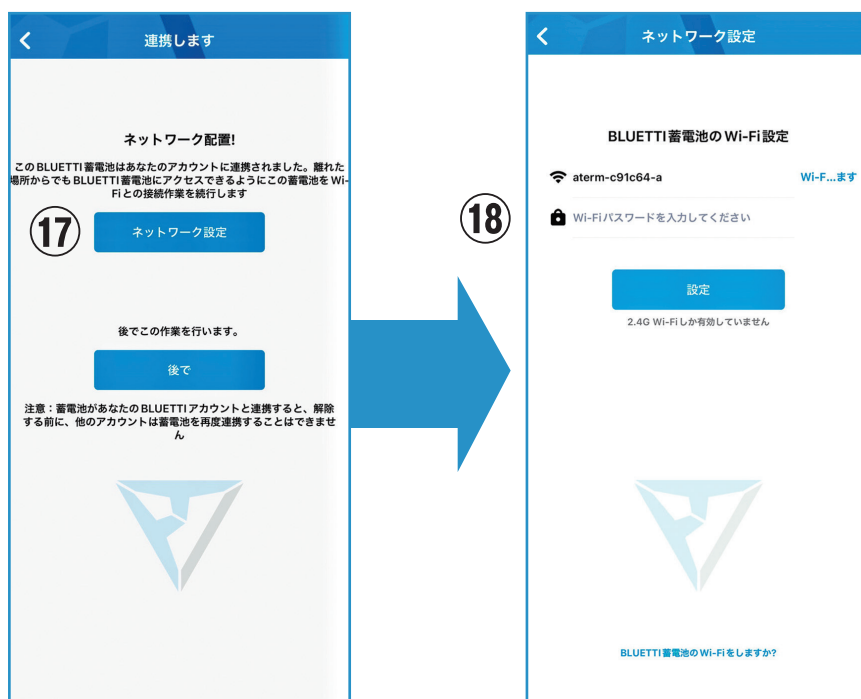 連携します
ネットワーク配置!
このBLUETTI蓄電池はあなたのアカウントに連携されました。離れた
場所からでもBLUETTI蓄電池にアクセスできるようにこの蓄電池をWi-
Fiとの接続作業を続行します
⑰
ネットワーク設定
後でこの作業を行います。
後で
注意：蓄電池があなたのBLUETTIアカウントと連携すると、解除
する前に、他のアカウントは蓄電池を再度連携することはできませ
ん
ネットワーク設定
BLUETTI蓄電池のWi-Fi設定
aterm-c91c64-a
Wi-F...ます
⑱
Wi-Fiパスワードを入力してください
設定
2.4G Wi-Fiしか有効していません
BLUETTI蓄電池のWi-Fiをしますか?